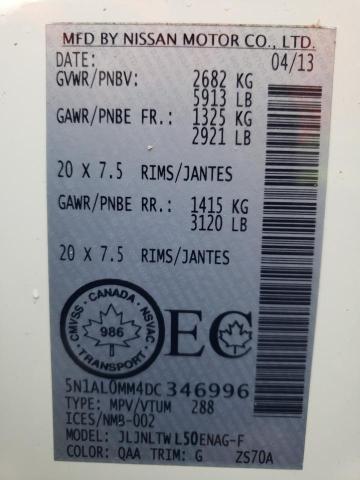 MFD BY NISSAN MOTOR CO., LTD.
DATE: 04/13
GVWR/PNBV: 2682 KG
5913 LB
GAWR/PNBE FR.: 1325 KG
2921 LB
20 X 7.5 RIMS/JANTES
GAWR/PNBE RR.: 1415 KG
3120 LB
20 X 7.5 RIMS/JANTES
CMVSS - CANADA - NSVAC
986
TRANSPORT
EC
5N1AL0MM4DC346996
TYPE: MPV/VTUM 288
ICES/NMB-002
MODEL: JLJNLTWL50ENAG-F
COLOR: QAA TRIM: G ZS70A